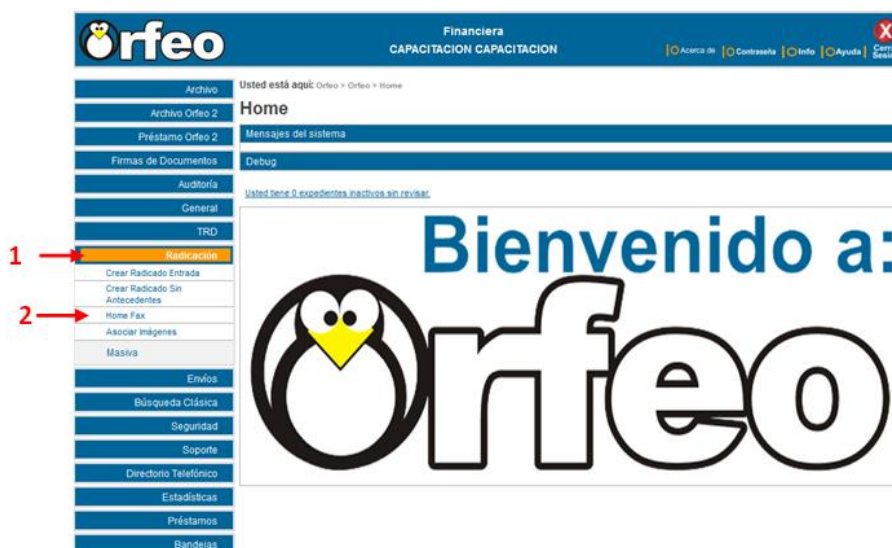 Orfeo
Financiera
CAPACITACION CAPACITACION
Acerca de | Contraseña | Info | Ayuda |
X
Usted está aquí: Orfeo > Orfeo > Home
Home
Mensajes del sistema
Debug
Usted tiene 0 expedientes inactivos sin revisar.
Bienvenido a:
Orfeo
Archivo
Archivo Orfeo 2
Préstamo Orfeo 2
Firmas de Documentos
Auditoría
General
TRD
1
Radicación
Crear Radicado Entrada
Crear Radicado Sin
Antecedentes
2
Home Fax
Asociar Imágenes
Masiva
Envíos
Búsqueda Clásica
Seguridad
Soporte
Directorio Telefónico
Estadísticas
Préstamos
Bandejas